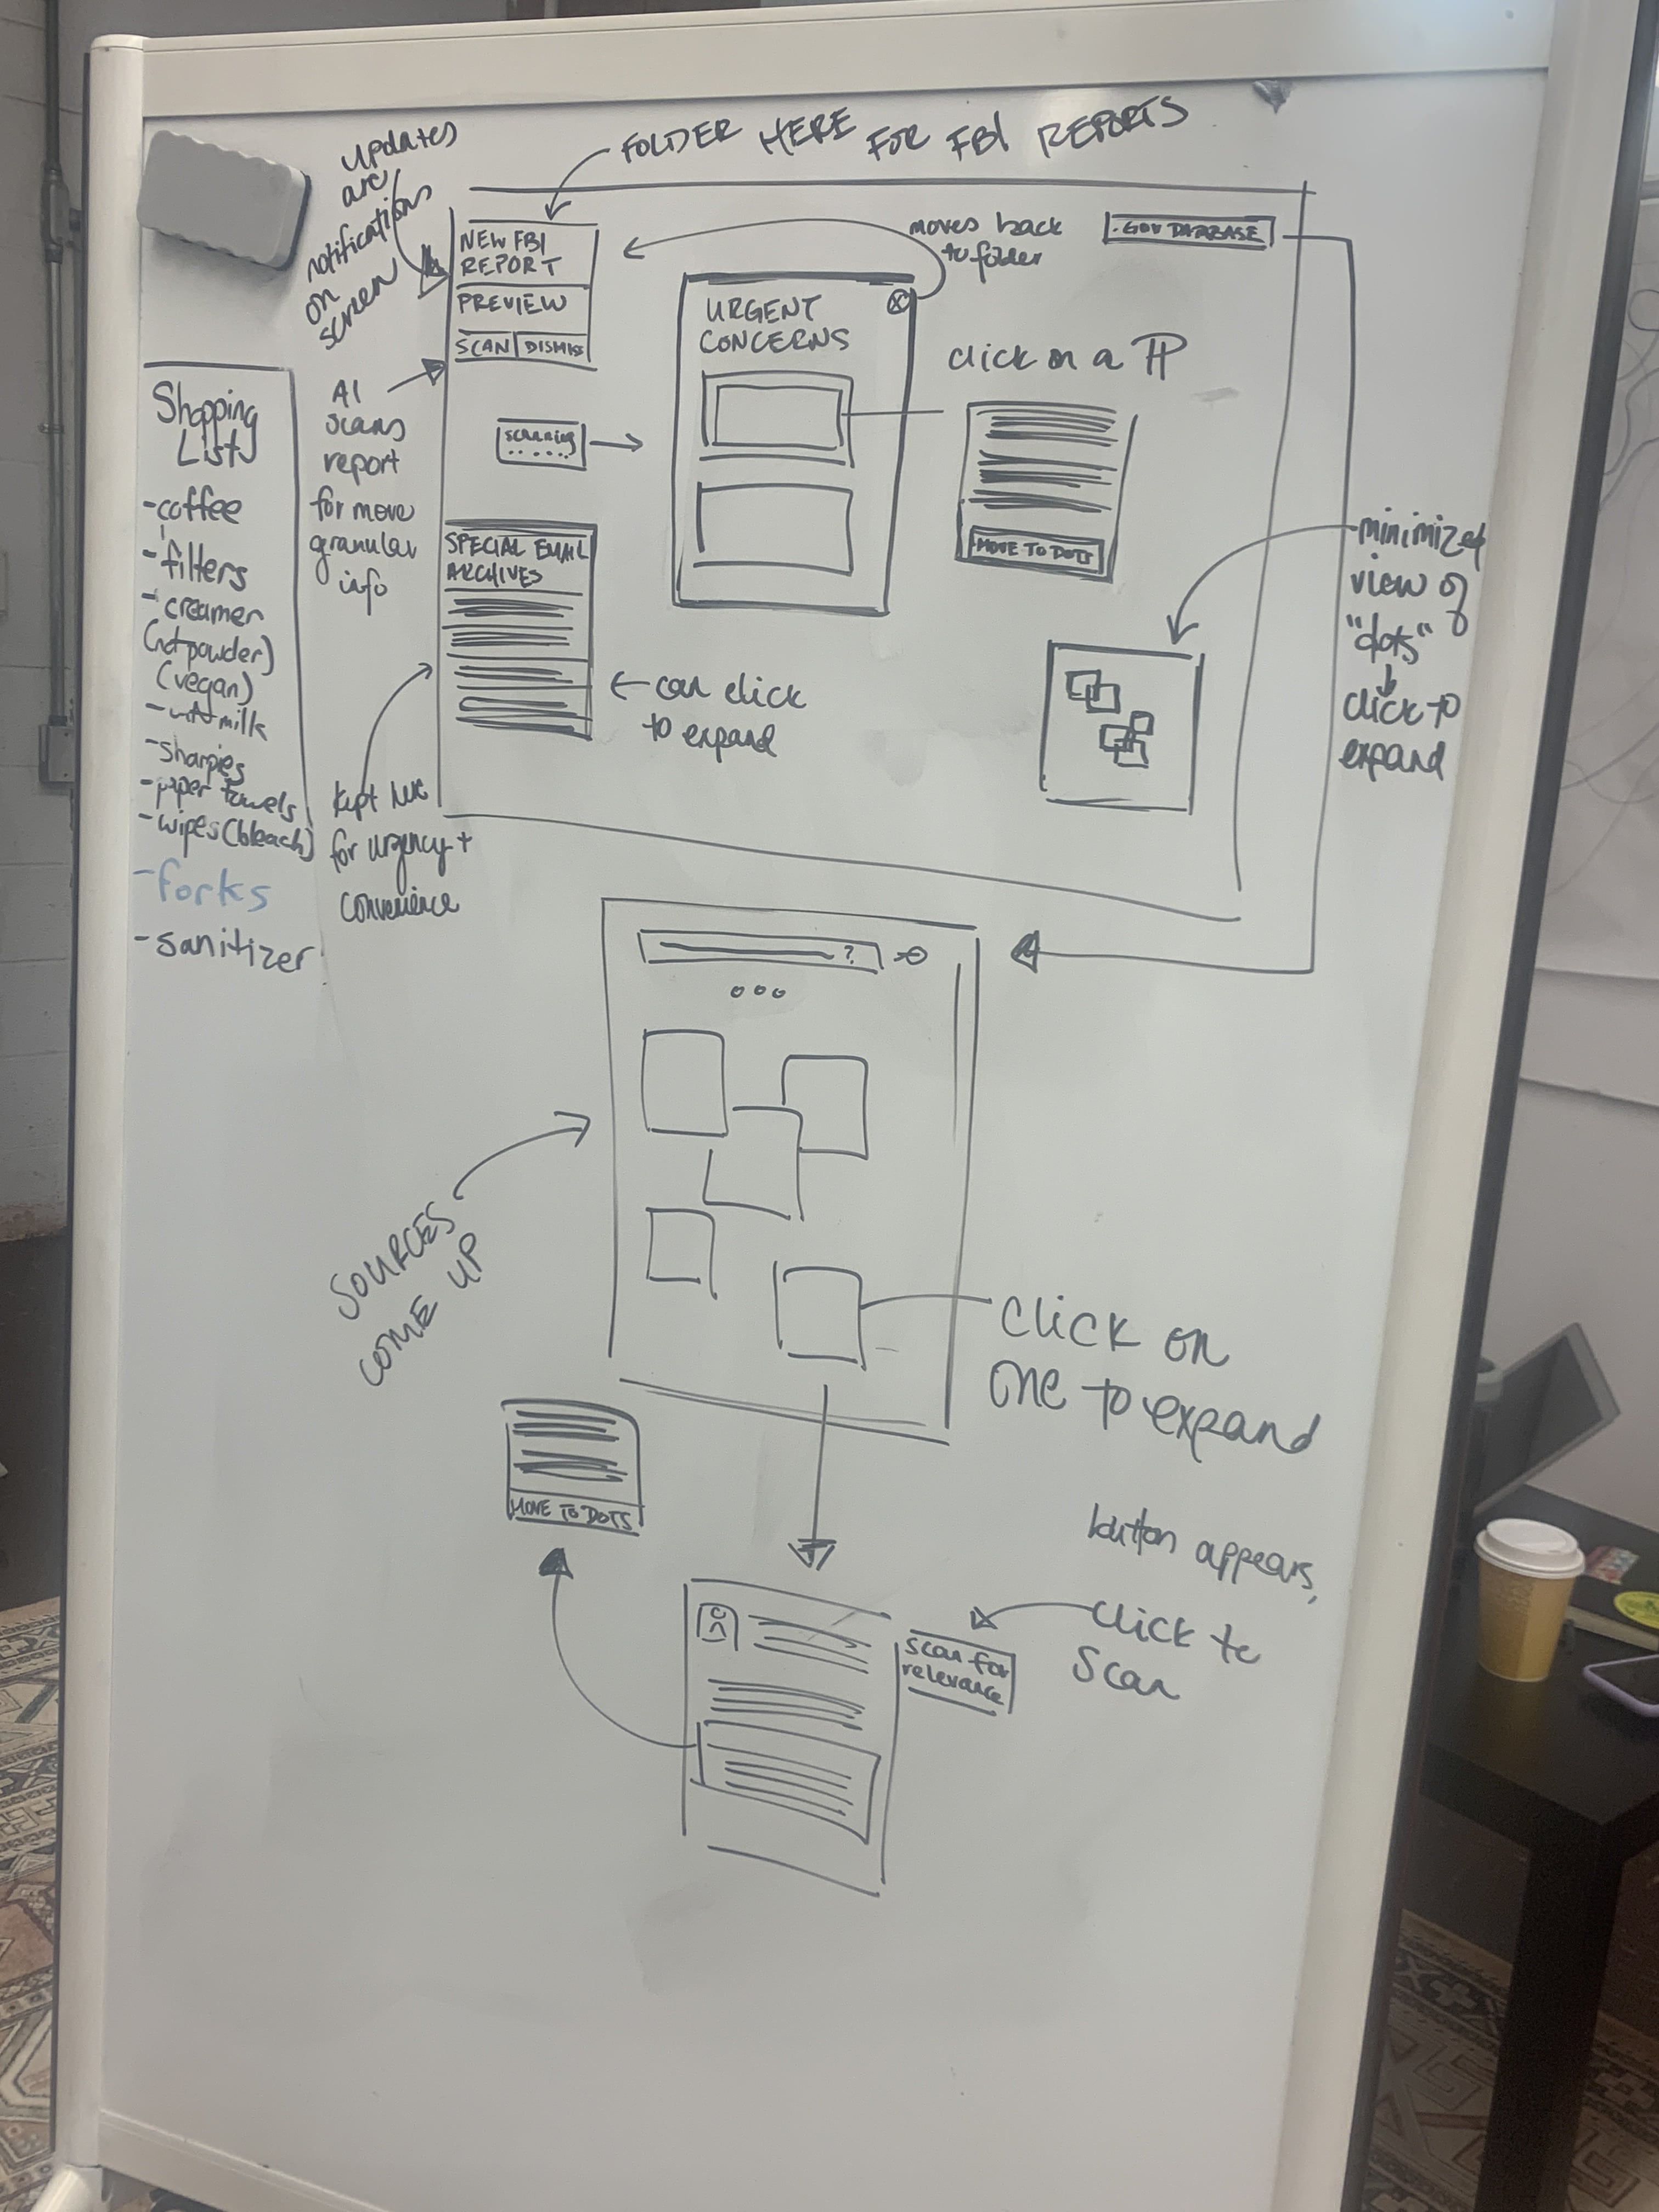 updates
are
notifications
on
screen
FOLDER HERE FOR FBI REPORTS
NEW FBI
REPORT
PREVIEW
SCAN DISMISS
moves back
to folder
.GOV DATABASE
URGENT
CONCERNS
click on a
scanning
.....
MOVE TO DOTS
AI
scans
report
for more
granular
info
SPECIAL EMAIL
ARCHIVES
← can click
to expand
kept here
for urgency +
convenience
minimized
view of
"dots"
click to
expand
Shopping
List
-coffee
-filters
-creamer
(not powder)
(vegan)
milk
-sharpies
-paper towels
-wipes (bleach)
-forks
-sanitizer
?
SOURCES
COME UP
click on
one to expand
MOVE TO DOTS
button appears,
click to
scan
scan for
relevance